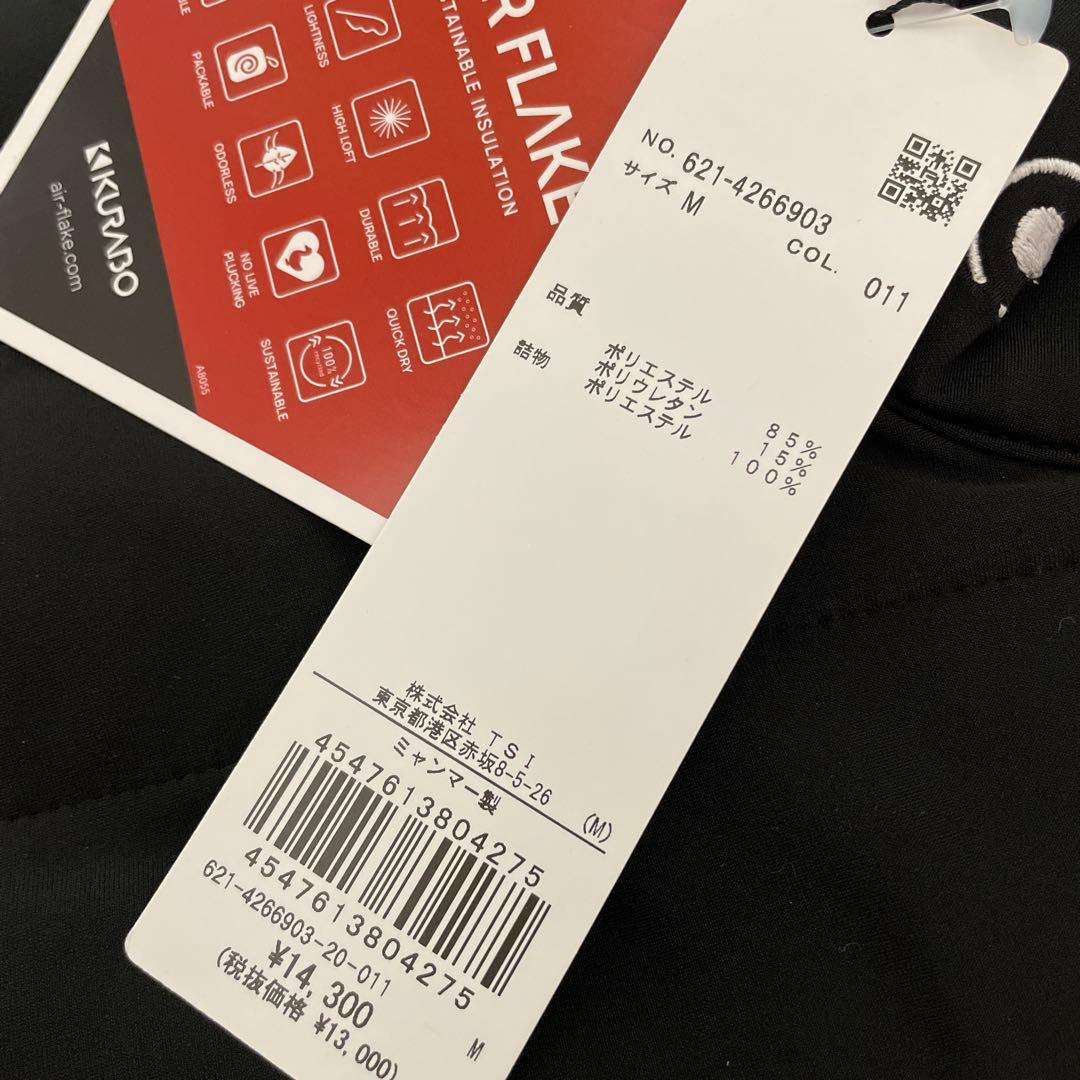 FLAKE
INSULATION
LIGHTNESS
PACKABLE
HIGH LOFT
ODORLESS
DURABLE
NO LIVE
PLUCKING
QUICK DRY
SUSTAINABLE
100%
recycled
KURABO
air-flake.com
A8055
NO. 621-4266903
サイズ M
COL. 011
品質
ポリエステル 85%
ポリウレタン 15%
詰物 ポリエステル 100%
株式会社 TSI
東京都港区赤坂8-5-26
ミャンマー製 (M)
4547613804275
4547613804275
621-4266903-20-011
¥14,300
(税抜価格 ¥13,000)
M